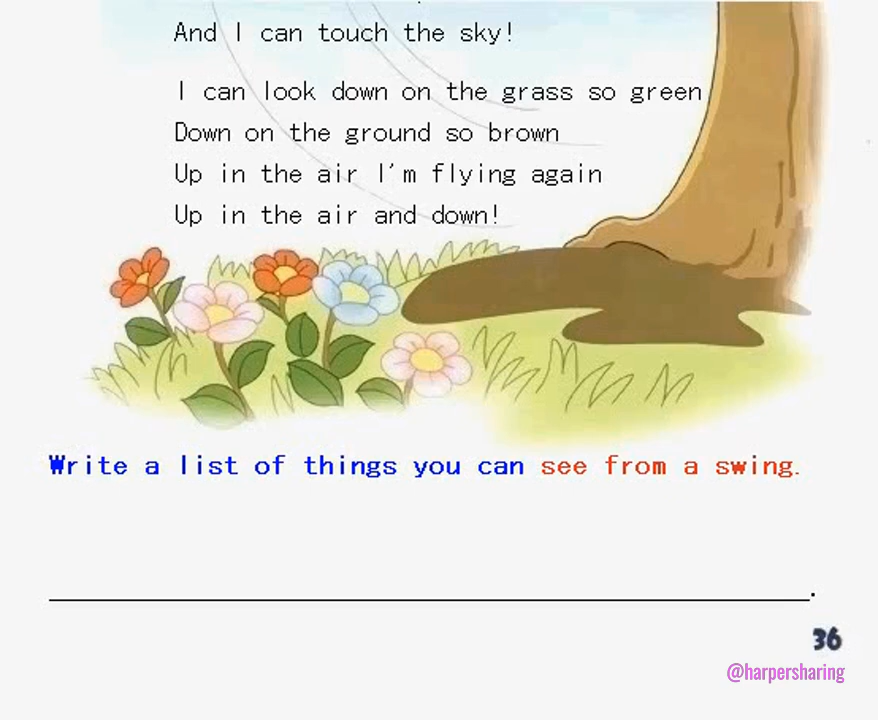 And I can touch the sky!
I can look down on the grass so green
Down on the ground so brown
Up in the air I'm flying again
Up in the air and down!
Write a list of things you can see from a swing.
.
36
@harpersharing